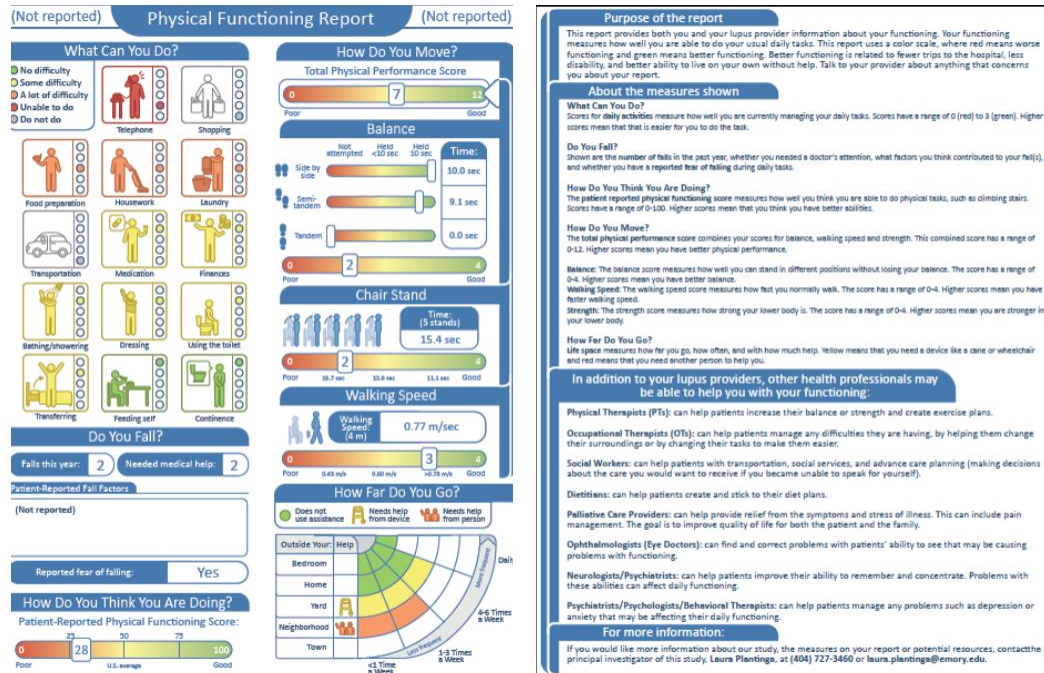 (Not reported)
Physical Functioning Report
(Not reported)
What Can You Do?
No difficulty
Some difficulty
A lot of difficulty
Unable to do
Do not do
Telephone
Shopping
Food preparation
Housework
Laundry
Transportation
Medication
Finances
Bathing/showering
Dressing
Using the toilet
Transferring
Feeding self
Continence
Do You Fall?
Falls this year: 2
Needed medical help: 2
Patient-Reported Fall Factors
(Not reported)
Reported fear of falling: Yes
How Do You Think You Are Doing?
Patient-Reported Physical Functioning Score:
25 50 75
0 28 100
Poor U.S. average Good
How Do You Move?
Total Physical Performance Score
0 7 12
Poor Good
Balance
Not attempted
Held <10 sec
Held 10 sec
Time:
Side by side
10.0 sec
Semi-tandem
9.1 sec
Tandem
0.0 sec
0 2 4
Poor Good
Chair Stand
Time:
(5 stands)
15.4 sec
0 2 4
Poor 16.7 sec 13.6 sec 11.1 sec Good
Walking Speed
Walking
Speed:
(4 m)
0.77 m/sec
0 3 4
Poor 0.60 m/s Good
How Far Do You Go?
Does not
use assistance
Needs help
from device
Needs help
from person
Outside Your: Help
Bedroom
Home
Yard
Neighborhood
Town
<1 Time
a Week
1-3 Times
a Week
4-6 Times
a Week
Daily
Less frequent
More frequent
Purpose of the report
This report provides both you and your lupus provider information about your functioning. Your functioning
measures how well you are able to do your usual daily tasks. This report uses a color scale, where red means worse
functioning and green means better functioning. Better functioning is related to fewer trips to the hospital, less
disability, and better ability to live on your own without help. Talk to your provider about anything that concerns
you about your report.
About the measures shown
What Can You Do?
Scores for daily activities measure how well you are currently managing your daily tasks. Scores have a range of 0 (red) to 3 (green). Higher
scores mean that that is easier for you to do the task.
Do You Fall?
Shown are the number of falls in the past year, whether you needed a doctor's attention, what factors you think contributed to your fall(s),
and whether you have a reported fear of falling during daily tasks.
How Do You Think You Are Doing?
The patient reported physical functioning score measures how well you think you are able to do physical tasks, such as climbing stairs.
Scores have a range of 0-100. Higher scores mean that you think you have better abilities.
How Do You Move?
The total physical performance score combines your scores for balance, walking speed and strength. This combined score has a range of
0-12. Higher scores mean you have better physical performance.
Balance: The balance score measures how well you can stand in different positions without losing your balance. The score has a range of
0-4. Higher scores mean you have better balance.
Walking Speed: The walking speed score measures how fast you normally walk. The score has a range of 0-4. Higher scores mean you have
faster walking speed.
Strength: The strength score measures how strong your lower body is. The score has a range of 0-4. Higher scores mean you are stronger in
your lower body.
How Far Do You Go?
Life space measures how far you go, how often, and with how much help. Yellow means that you need a device like a cane or wheelchair
and red means that you need another person to help you.
In addition to your lupus providers, other health professionals may
be able to help you with your functioning:
Physical Therapists (PTs): can help patients increase their balance or strength and create exercise plans.
Occupational Therapists (OTs): can help patients manage any difficulties they are having, by helping them change
their surroundings or by changing their tasks to make them easier.
Social Workers: can help patients with transportation, social services, and advance care planning (making decisions
about the care you would want to receive if you became unable to speak for yourself).
Dietitians: can help patients create and stick to their diet plans.
Palliative Care Providers: can help provide relief from the symptoms and stress of illness. This can include pain
management. The goal is to improve quality of life for both the patient and the family.
Ophthalmologists (Eye Doctors): can find and correct problems with patients' ability to see that may be causing
problems with functioning.
Neurologists/Psychiatrists: can help patients improve their ability to remember and concentrate. Problems with
these abilities can affect daily functioning.
Psychiatrists/Psychologists/Behavioral Therapists: can help patients manage any problems such as depression or
anxiety that may be affecting their daily functioning.
For more information:
If you would like more information about our study, the measures on your report or potential resources, contactthe
principal investigator of this study, Laura Plantinga, at (404) 727-3460 or laura.plantinga@emory.edu.